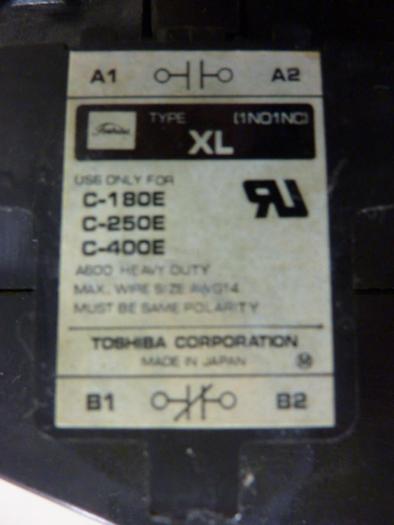 A1 A2
Toshiba TYPE (1NO1NC)
XL
USE ONLY FOR
C-180E
C-250E
C-400E
A600 HEAVY DUTY
MAX. WIRE SIZE AWG14
MUST BE SAME POLARITY
TOSHIBA CORPORATION
MADE IN JAPAN M
B1 B2